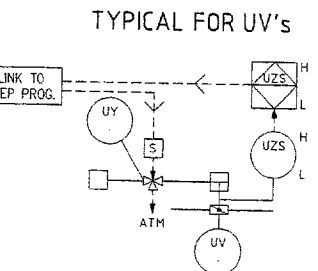 TYPICAL FOR UV's
LINK TO
EP PROG.
UZS
H
L
UY
S
UZS
H
L
ATM
UV